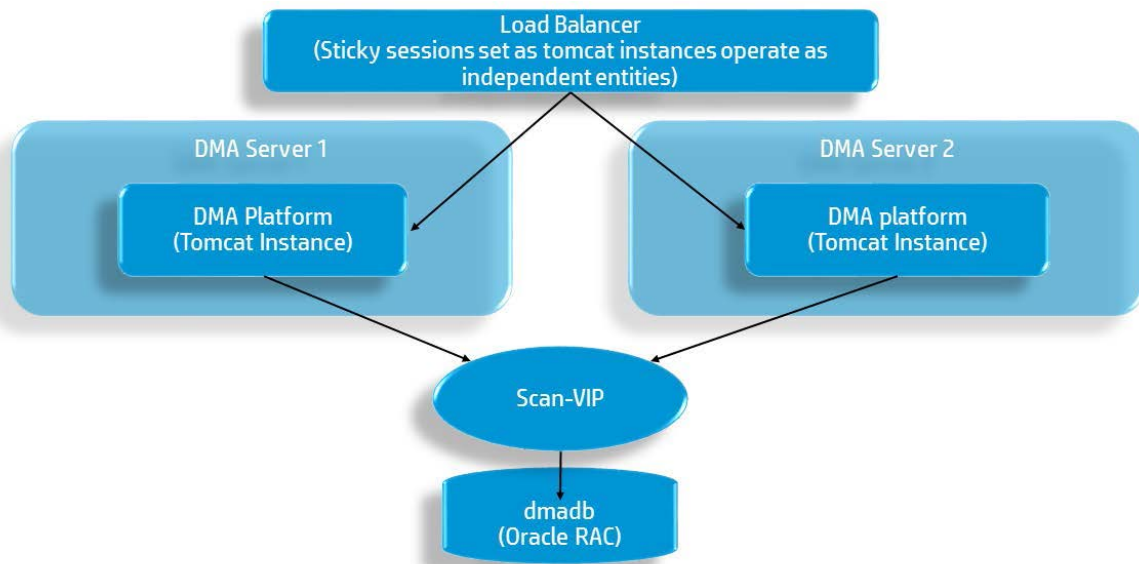 Load Balancer
(Sticky sessions set as tomcat instances operate as
independent entities)
DMA Server 1
DMA Platform
(Tomcat Instance)
DMA Server 2
DMA platform
(Tomcat Instance)
Scan-VIP
dmadb
(Oracle RAC)